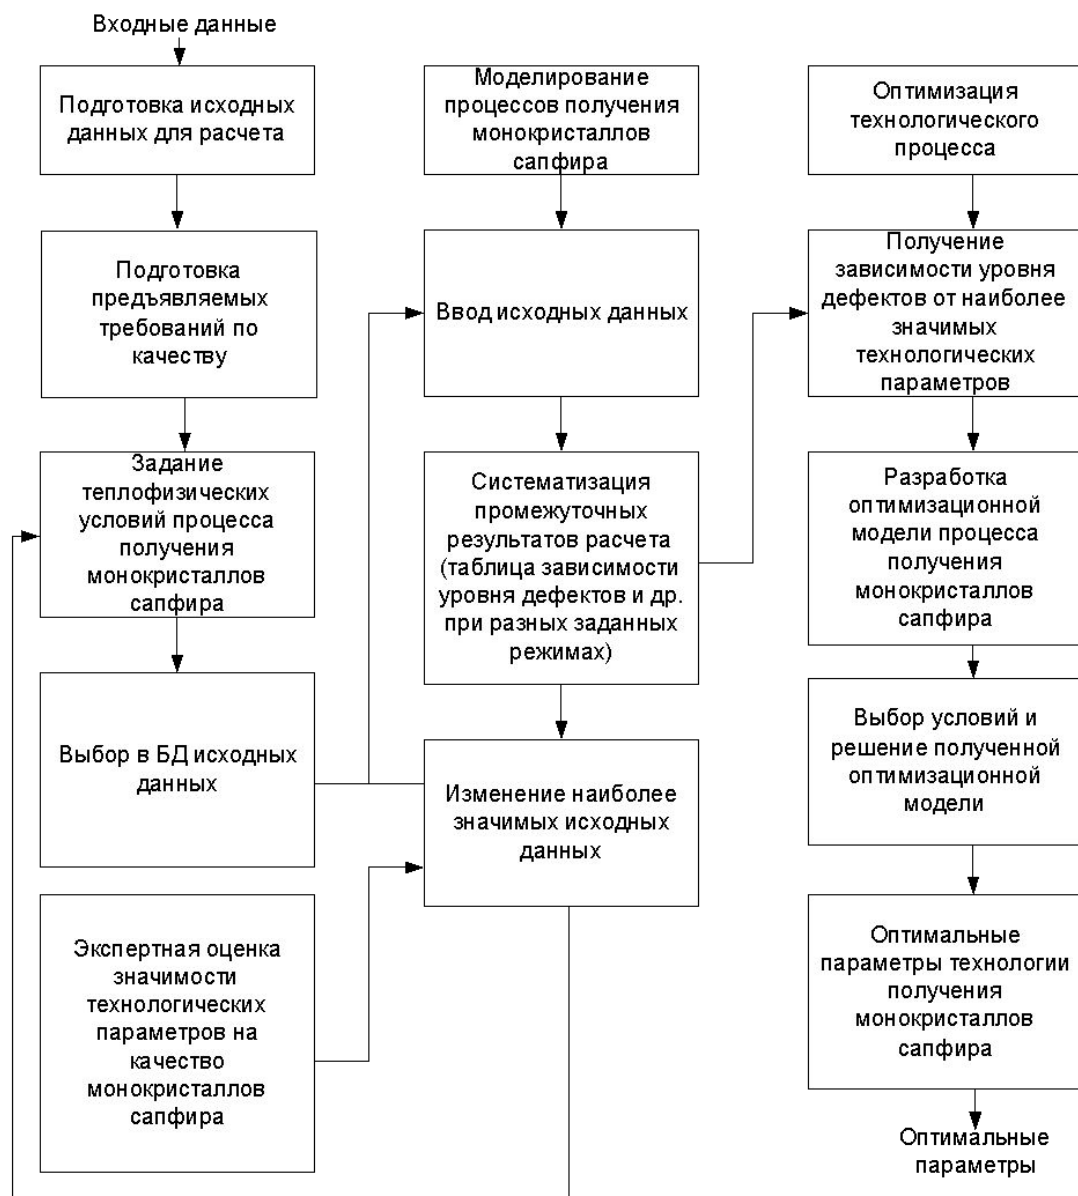 Входные данные
Подготовка исходных
данных для расчета
Подготовка
предъявляемых
требований по
качеству
Задание
теплофизических
условий процесса
получения
монокристаллов
сапфира
Выбор в БД исходных
данных
Экспертная оценка
значимости
технологических
параметров на
качество
монокристаллов
сапфира
Моделирование
процессов получения
монокристаллов
сапфира
Ввод исходных данных
Систематизация
промежуточных
результатов расчета
(таблица зависимости
уровня дефектов и др.
при разных заданных
режимах)
Изменение наиболее
значимых исходных
данных
Оптимизация
технологического
процесса
Получение
зависимости уровня
дефектов от наиболее
значимых
технологических
параметров
Разработка
оптимизационной
модели процесса
получения
монокристаллов
сапфира
Выбор условий и
решение полученной
оптимизационной
модели
Оптимальные
параметры технологии
получения
монокристаллов
сапфира
Оптимальные
параметры